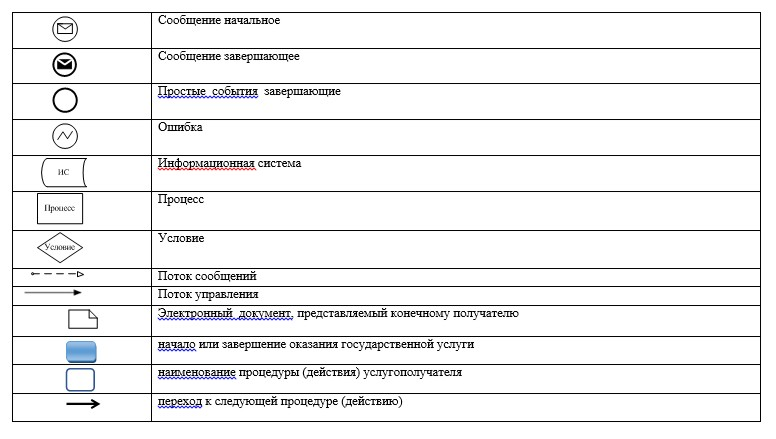 Сообщение начальное
Сообщение завершающее
Простые события завершающие
Ошибка
ИС
Информационная система
Процесс
Процесс
Условие
Условие
Поток сообщений
Поток управления
Электронный документ, представляемый конечному получателю
начало или завершение оказания государственной услуги
наименование процедуры (действия) услугополучателя
переход к следующей процедуре (действию)